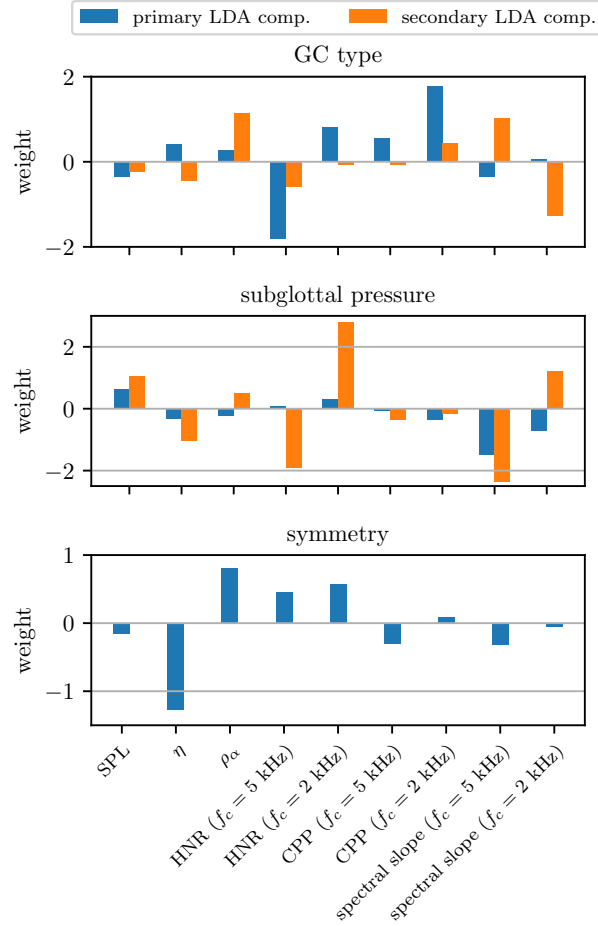 primary LDA comp. secondary LDA comp.
GC type
weight
2
0
−2
subglottal pressure
weight
2
0
−2
symmetry
weight
1
0
−1
SPL
η
ρα
HNR (fc = 5 kHz)
HNR (fc = 2 kHz)
CPP (fc = 5 kHz)
CPP (fc = 2 kHz)
spectral slope (fc = 5 kHz)
spectral slope (fc = 2 kHz)